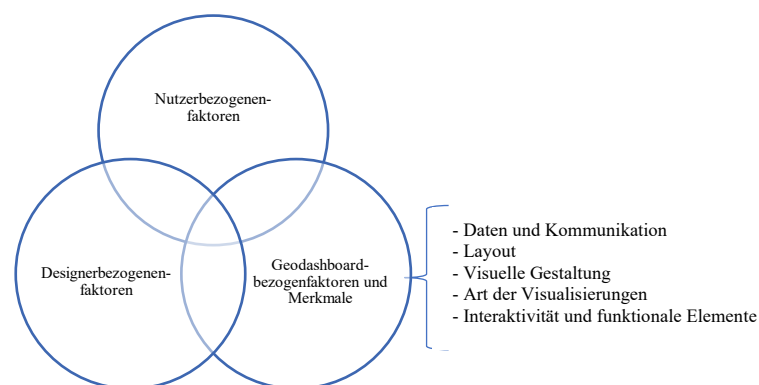 Nutzerbezogenen-
faktoren
Designerbezogenen-
faktoren
Geodashboard-
bezogenfaktoren und
Merkmale
- Daten und Kommunikation
- Layout
- Visuelle Gestaltung
- Art der Visualisierungen
- Interaktivität und funktionale Elemente